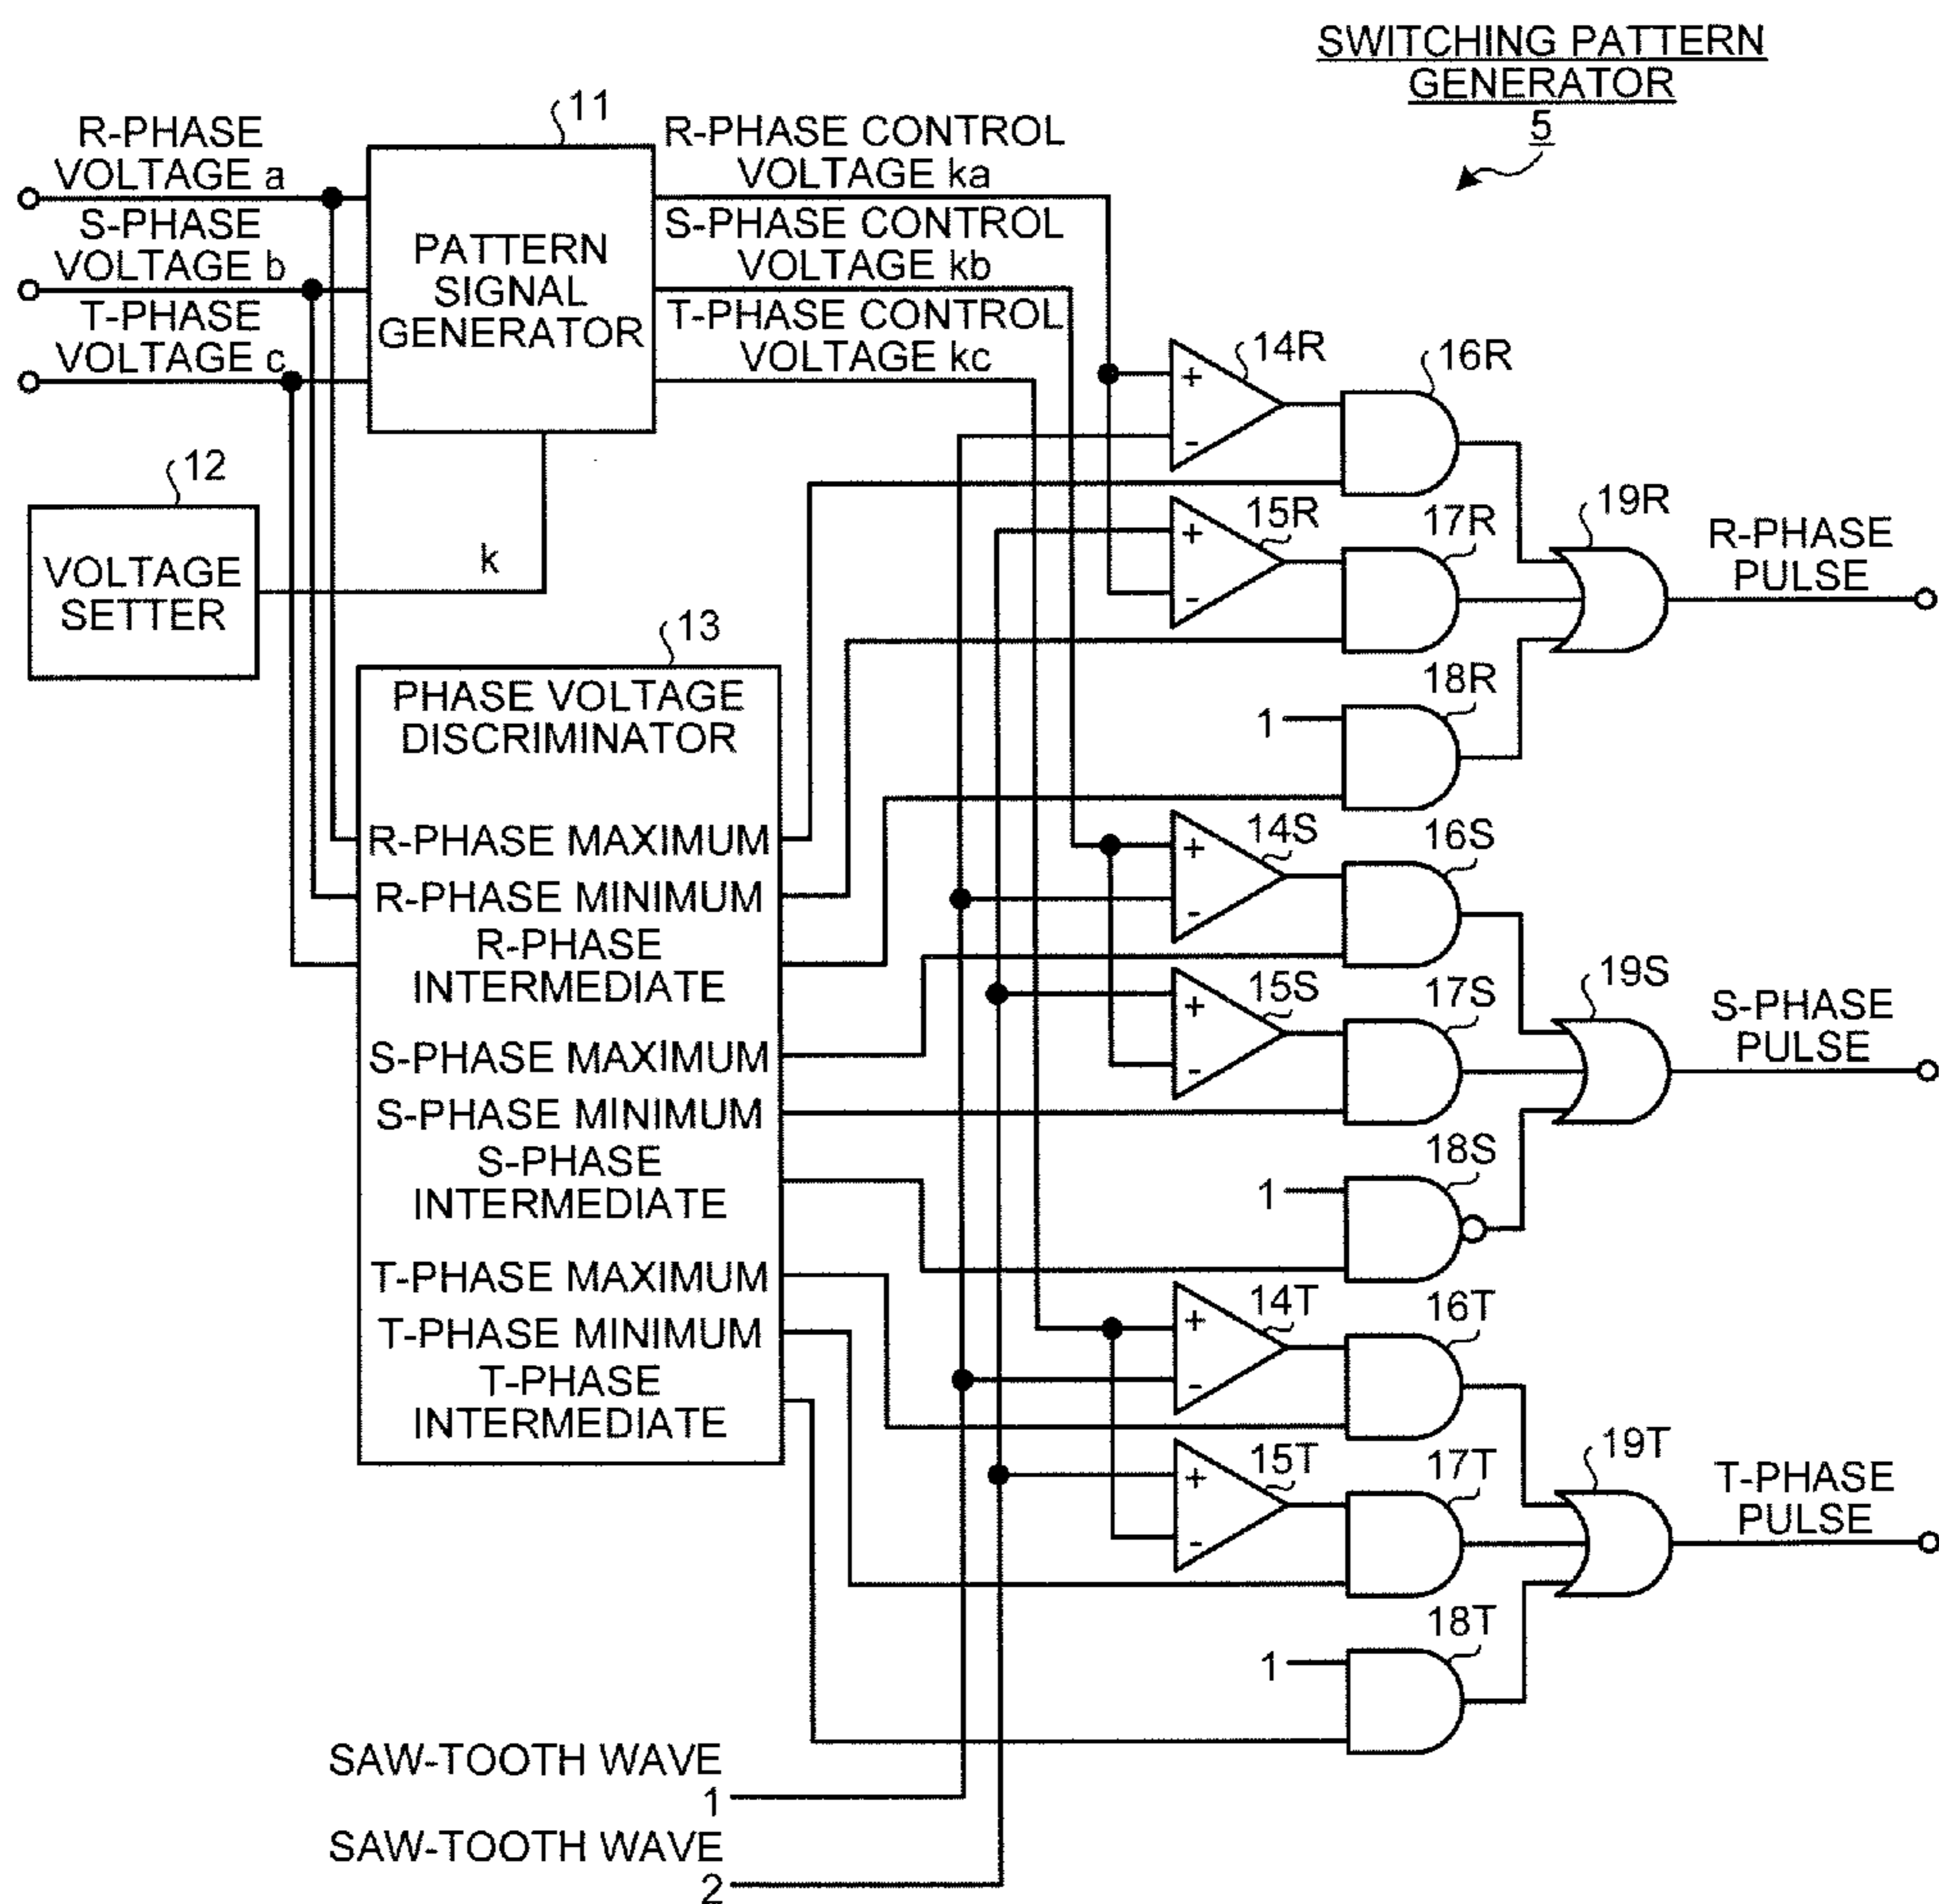 SWITCHING PATTERN
GENERATOR
5
R-PHASE
VOLTAGE a
S-PHASE
VOLTAGE b
T-PHASE
VOLTAGE c
11
PATTERN
SIGNAL
GENERATOR
R-PHASE CONTROL
VOLTAGE ka
S-PHASE CONTROL
VOLTAGE kb
T-PHASE CONTROL
VOLTAGE kc
12
VOLTAGE
SETTER
k
13
PHASE VOLTAGE
DISCRIMINATOR
R-PHASE MAXIMUM
R-PHASE MINIMUM
R-PHASE
INTERMEDIATE
S-PHASE MAXIMUM
S-PHASE MINIMUM
S-PHASE
INTERMEDIATE
T-PHASE MAXIMUM
T-PHASE MINIMUM
T-PHASE
INTERMEDIATE
SAW-TOOTH WAVE
1
SAW-TOOTH WAVE
2
+
-
14R
16R
+
-
15R
17R
1
18R
19R
R-PHASE
PULSE
+
-
14S
16S
+
-
15S
17S
1
18S
19S
S-PHASE
PULSE
+
-
14T
16T
+
-
15T
17T
1
18T
19T
T-PHASE
PULSE